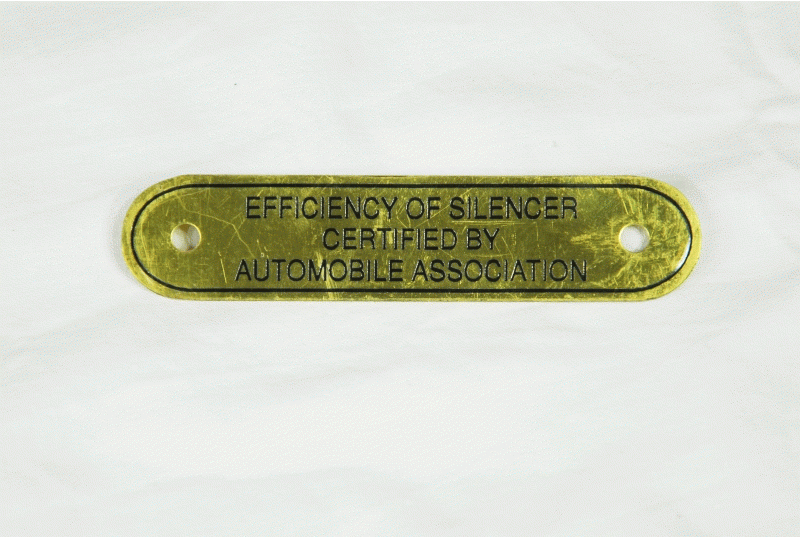 EFFICIENCY OF SILENCER
CERTIFIED BY
AUTOMOBILE ASSOCIATION